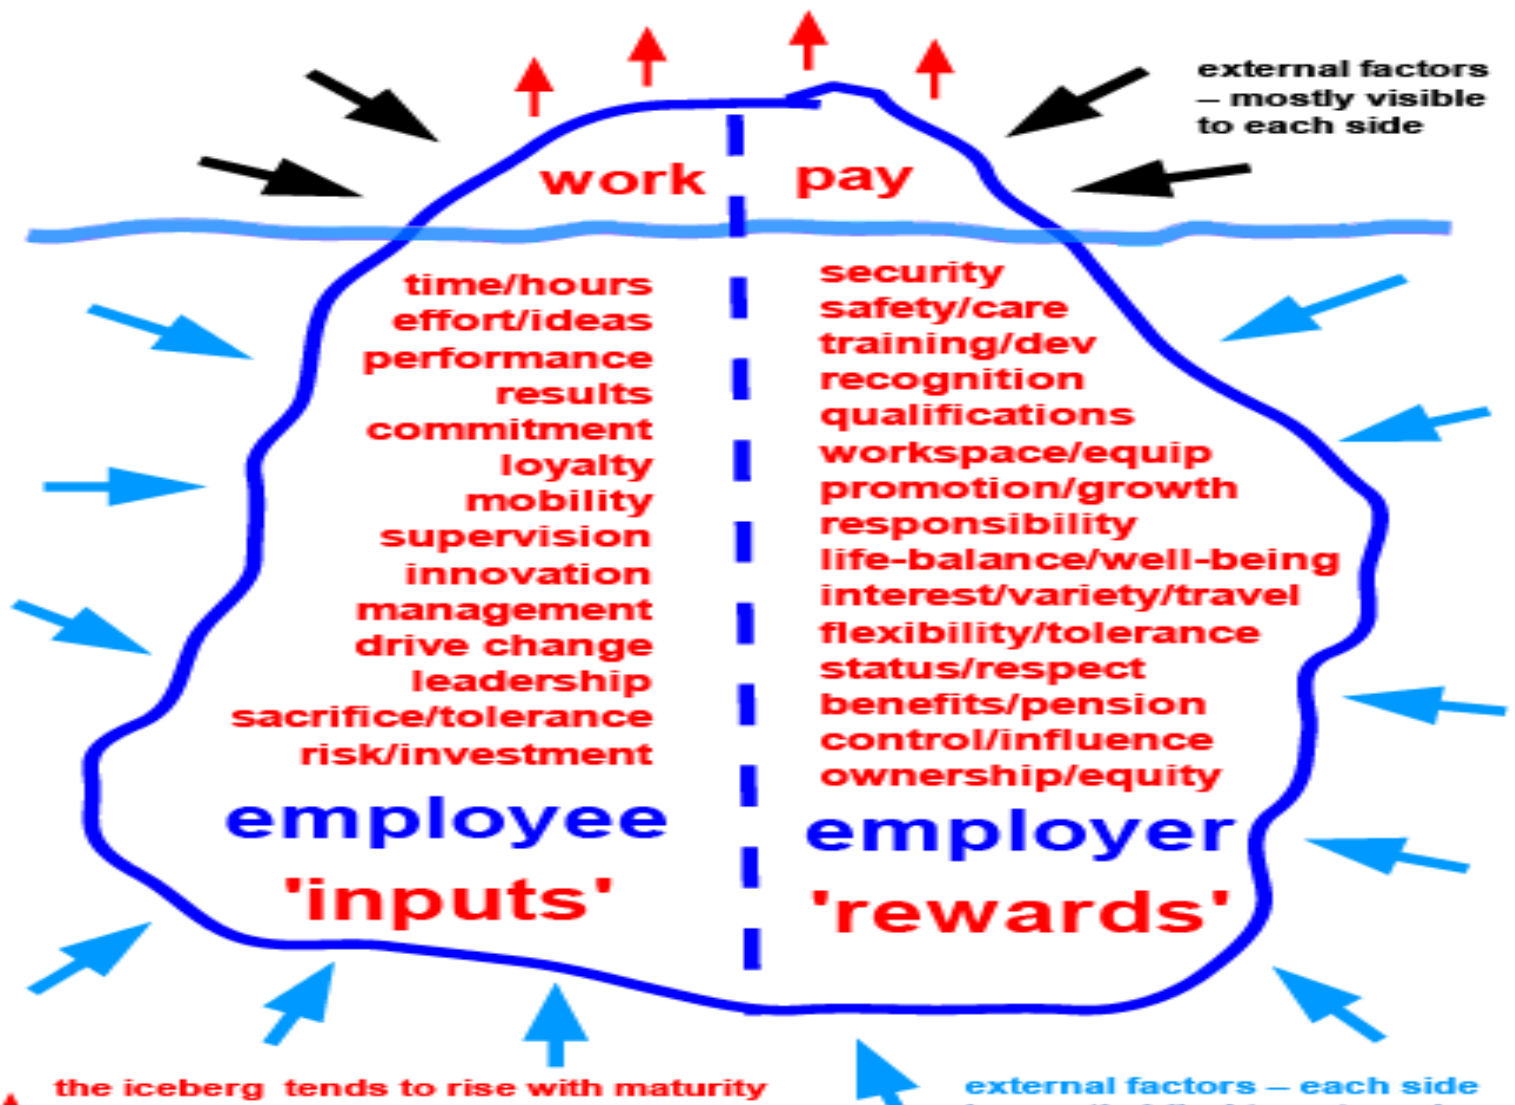 external factors
– mostly visible
to each side
work
pay
time/hours
effort/ideas
performance
results
commitment
loyalty
mobility
supervision
innovation
management
drive change
leadership
sacrifice/tolerance
risk/investment
employee
'inputs'
security
safety/care
training/dev
recognition
qualifications
workspace/equip
promotion/growth
responsibility
life-balance/well-being
interest/variety/travel
flexibility/tolerance
status/respect
benefits/pension
control/influence
ownership/equity
employer
'rewards'
the iceberg tends to rise with maturity
external factors – each side